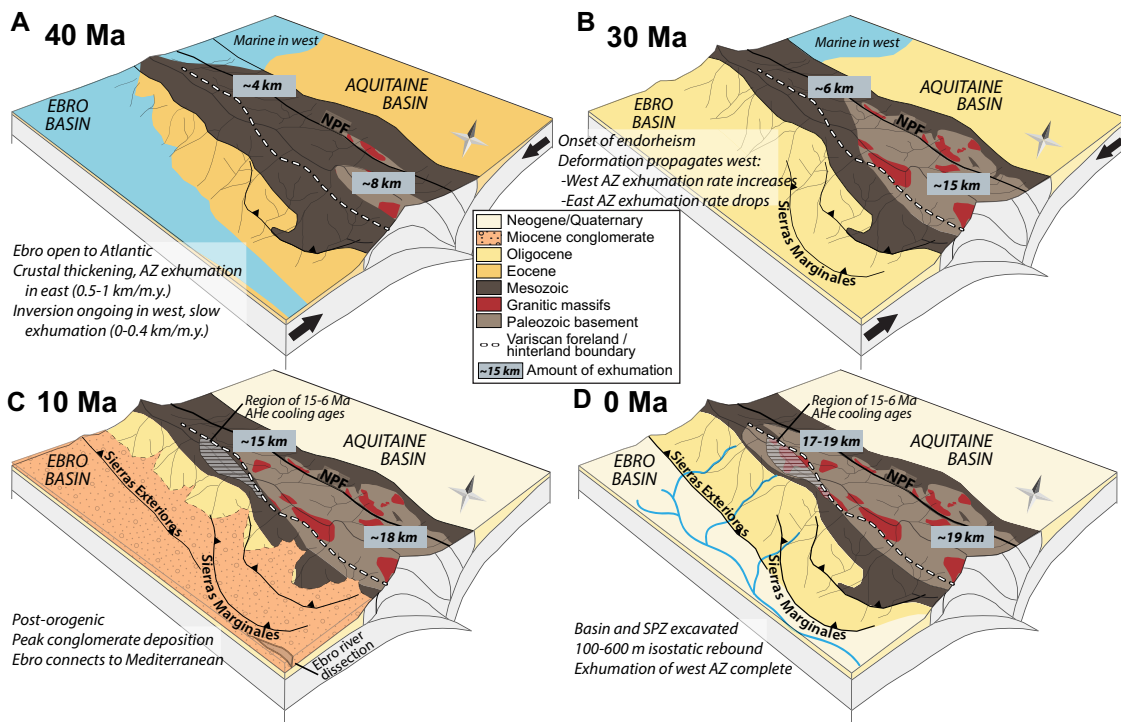 A 40 Ma
Marine in west
~4 km
AQUITAINE
BASIN
EBRO
BASIN
NPF
~8 km
Ebro open to Atlantic
Crustal thickening, AZ exhumation
in east (0.5-1 km/m.y.)
Inversion ongoing in west, slow
exhumation (0-0.4 km/m.y.)
B 30 Ma
Marine in west
~6 km
AQUITAINE
BASIN
EBRO
BASIN
NPF
Onset of endorheism
Deformation propagates west:
-West AZ exhumation rate increases
-East AZ exhumation rate drops
~15 km
Sierras Marginales
Neogene/Quaternary
Miocene conglomerate
Oligocene
Eocene
Mesozoic
Granitic massifs
Paleozoic basement
Variscan foreland /
hinterland boundary
~15 km Amount of exhumation
C 10 Ma
Region of 15-6 Ma
AHe cooling ages
~15 km
AQUITAINE
BASIN
EBRO
BASIN
NPF
Sierras Exteriores
~18 km
Sierras Marginales
Post-orogenic
Peak conglomerate deposition
Ebro connects to Mediterranean
Ebro river
dissection
D 0 Ma
Region of 15-6 Ma
AHe cooling ages
17-19 km
AQUITAINE
BASIN
EBRO
BASIN
NPF
Sierras Exteriores
~19 km
Sierras Marginales
Basin and SPZ excavated
100-600 m isostatic rebound
Exhumation of west AZ complete